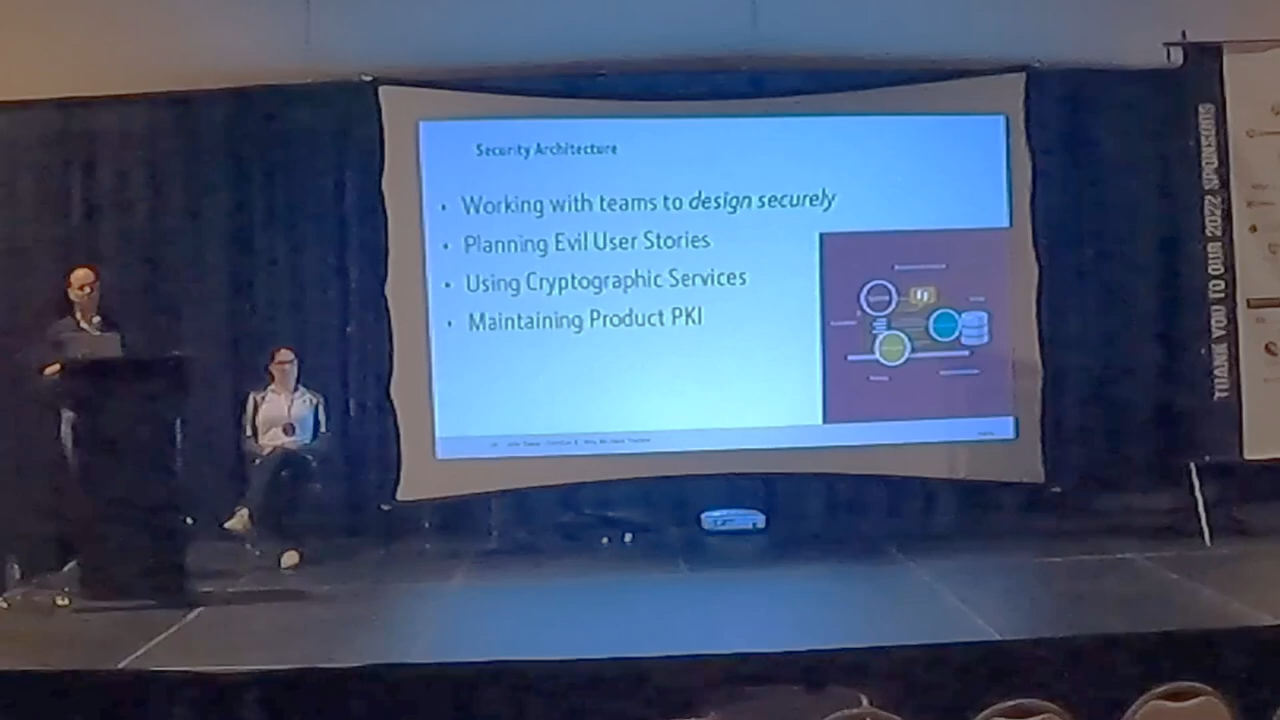 Security Architecture
• Working with teams to design securely
• Planning Evil User Stories
• Using Cryptographic Services
• Maintaining Product PKI
THANK YOU TO OUR 2022 SPONSORS